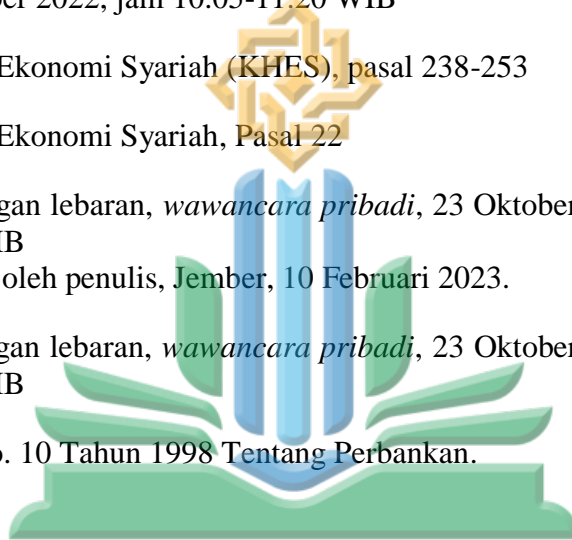 ber 2022, jam 10.05-11.20 WIB
Ekonomi Syariah (KHES), pasal 238-253
Ekonomi Syariah, Pasal 22
gan lebaran, wawancara pribadi, 23 Oktober
IB
oleh penulis, Jember, 10 Februari 2023.
gan lebaran, wawancara pribadi, 23 Oktober
IB
o. 10 Tahun 1998 Tentang Perbankan.